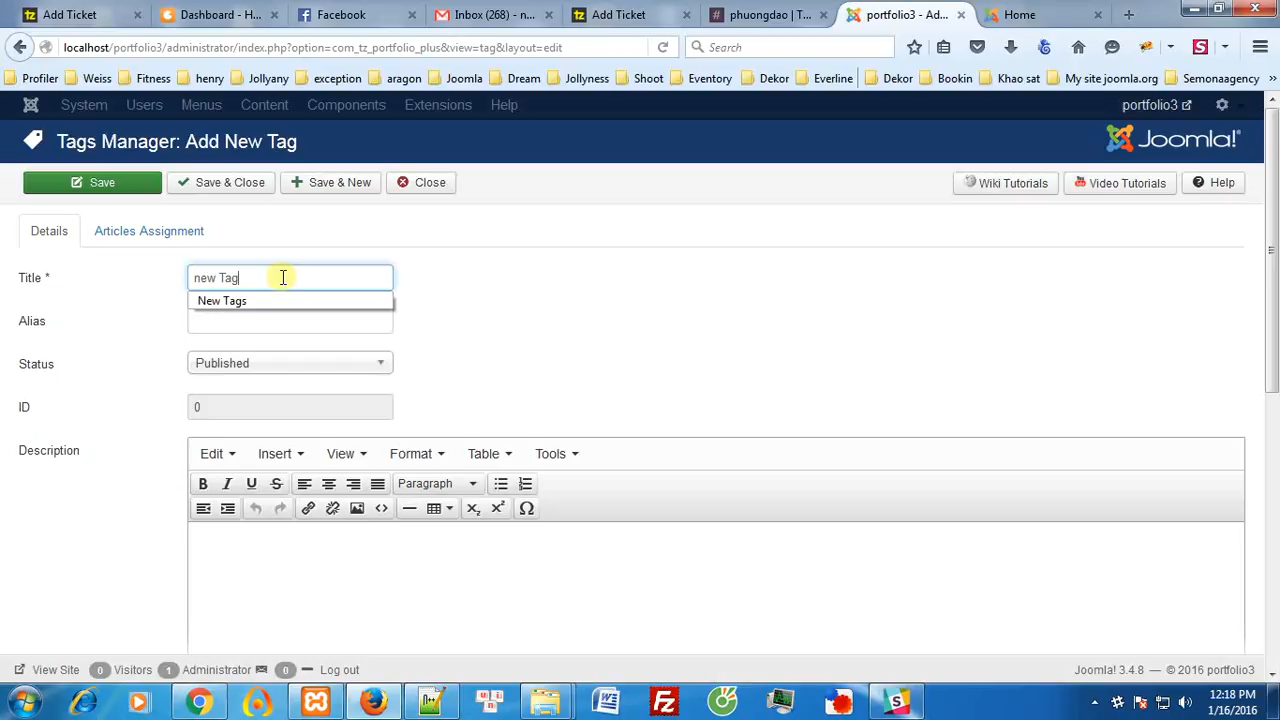 Add Ticket
Dashboard - H...
Facebook
Inbox (268) - n...
Add Ticket
phuongdao | T...
portfolio3 - Ad...
Home
localhost/portfolio3/administrator/index.php?option=com_tz_portfolio_plus&view=tag&layout=edit
Search
Profiler Weiss Fitness henry Jollyany exception aragon Joomla Dream Jollyness Shoot Eventory Dekor Everline Dekor Bookin Khao sat My site joomla.org Semonaagency »
System Users Menus Content Components Extensions Help portfolio3
Tags Manager: Add New Tag Joomla!®
Save Save & Close Save & New Close Wiki Tutorials Video Tutorials Help
Details Articles Assignment
Title * new Tag
New Tags
Alias
Status Published
ID 0
Description Edit Insert View Format Table Tools
B I U S Paragraph
X₂ X² Ω
View Site 0 Visitors 1 Administrator 0 Log out Joomla! 3.4.8 — © 2016 portfolio3
12:18 PM
1/16/2016